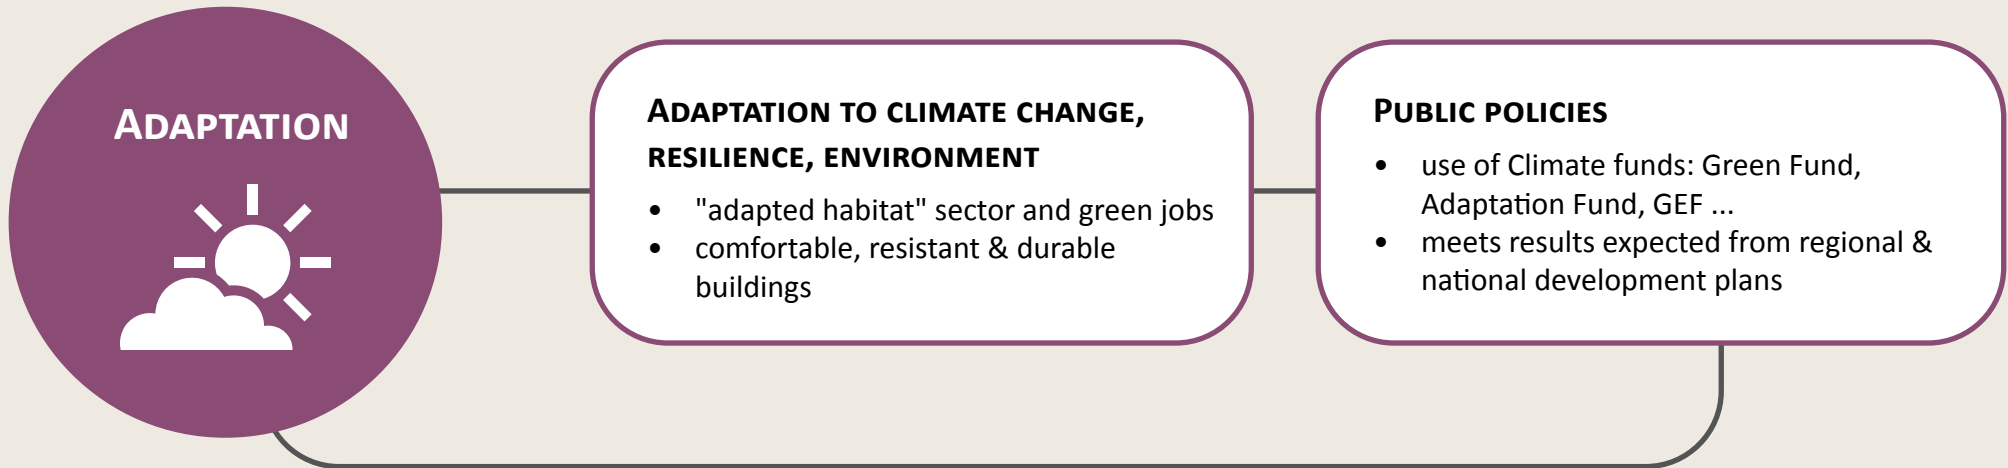 ADAPTATION
ADAPTATION TO CLIMATE CHANGE,
RESILIENCE, ENVIRONMENT
• "adapted habitat" sector and green jobs
• comfortable, resistant & durable
buildings
PUBLIC POLICIES
• use of Climate funds: Green Fund,
Adaptation Fund, GEF ...
• meets results expected from regional &
national development plans